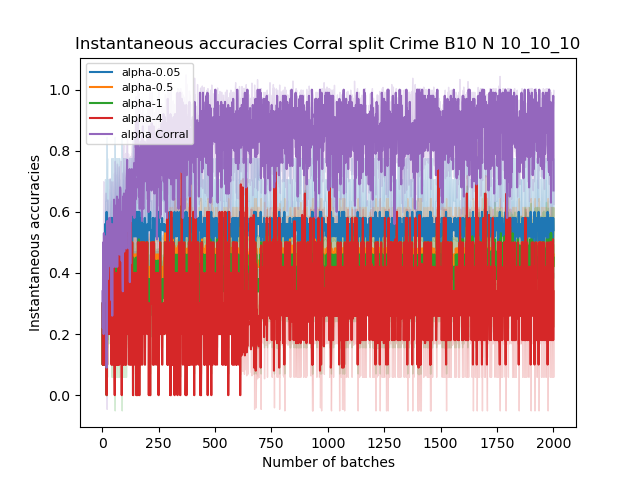 Instantaneous accuracies Corral split Crime B10 N 10_10_10
alpha-0.05
alpha-0.5
alpha-1
alpha-4
alpha Corral
Instantaneous accuracies
1.0
0.8
0.6
0.4
0.2
0.0
0 250 500 750 1000 1250 1500 1750 2000
Number of batches